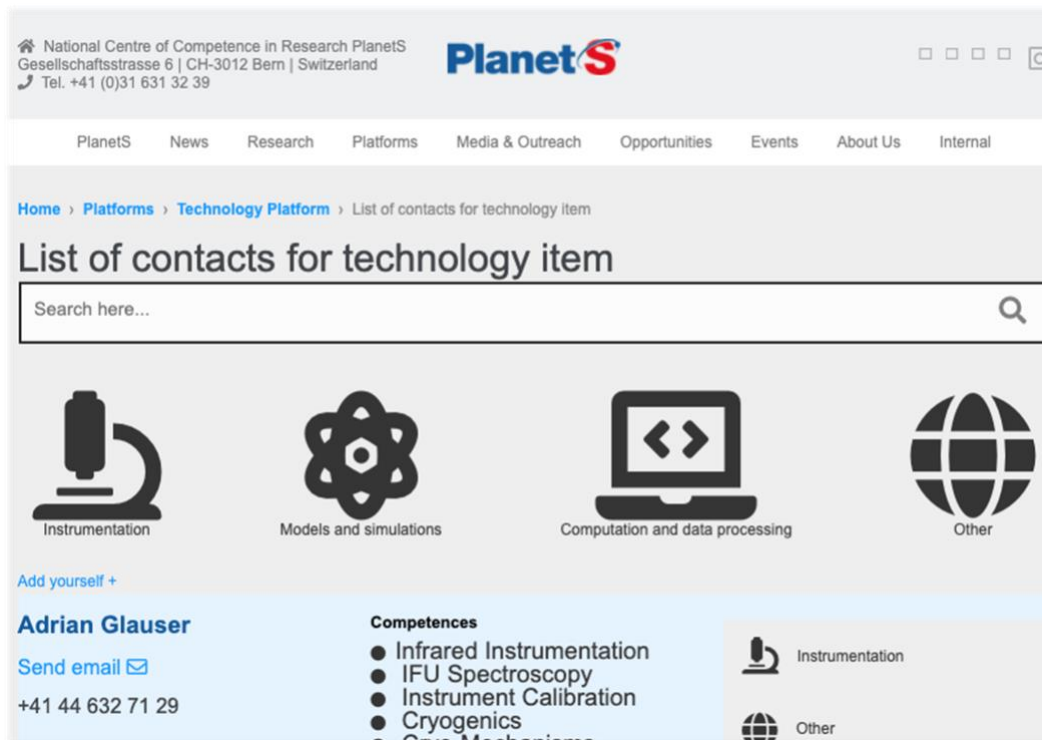 National Centre of Competence in Research PlanetS
Gesellschaftsstrasse 6 | CH-3012 Bern | Switzerland
Tel. +41 (0)31 631 32 39
PlanetS
PlanetS News Research Platforms Media & Outreach Opportunities Events About Us Internal
Home › Platforms › Technology Platform › List of contacts for technology item
List of contacts for technology item
Search here...
Instrumentation Models and simulations Computation and data processing Other
Add yourself +
Adrian Glauser
Send email
+41 44 632 71 29
Competences
Infrared Instrumentation
IFU Spectroscopy
Instrument Calibration
Cryogenics
Cryo Mechanisms
Instrumentation
Other